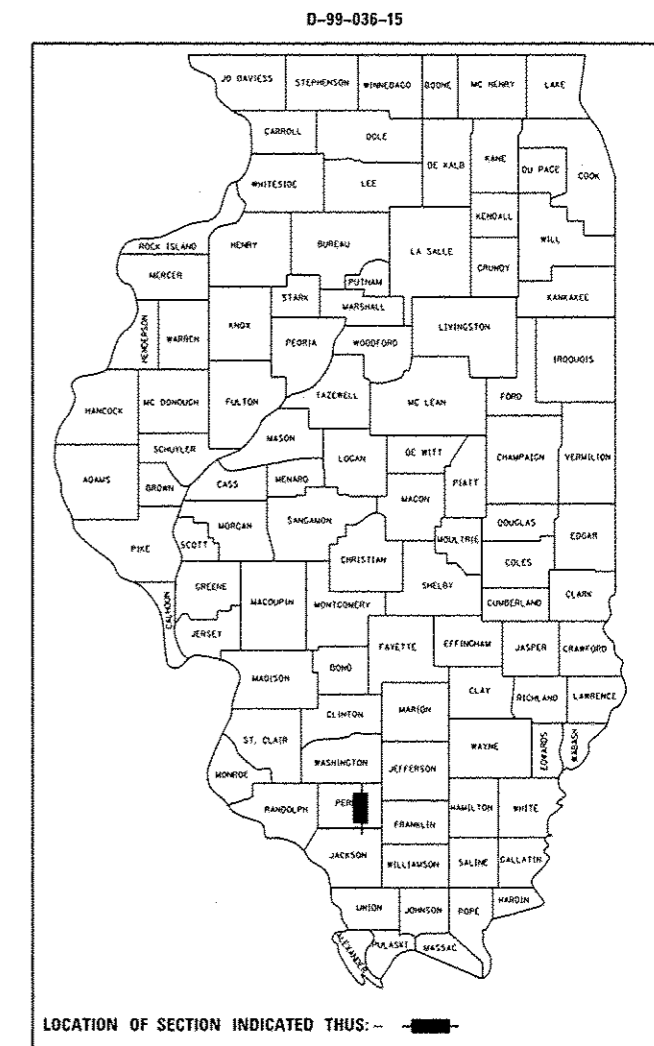 D-99-036-15
JO DAVIESS STEPHENSON WINNEBAGO BOONE MC HENRY LAKE
CARROLL OGLE DE KALB KANE DU PAGE COOK
WHITESIDE LEE KENDALL WILL
ROCK ISLAND HENRY BUREAU LA SALLE GRUNDY
MERCER PUTNAM KANKAKEE
HENDERSON WARREN KNOX STARK MARSHALL LIVINGSTON
PEORIA WOODFORD IROQUOIS
HANCOCK MC DONOUGH FULTON TAZEWELL MC LEAN FORD
MASON
SCHUYLER LOGAN DE WITT CHAMPAIGN VERMILION
ADAMS BROWN CASS MENARD PIATT
MACON
MORGAN SANGAMON DOUGLAS EDGAR
PIKE SCOTT CHRISTIAN MOULTRIE COLES
GREENE MACOUPIN MONTGOMERY SHELBY CUMBERLAND CLARK
CALHOUN JERSEY FAYETTE EFFINGHAM JASPER CRAWFORD
MADISON BOND CLAY RICHLAND LAWRENCE
CLINTON MARION
ST. CLAIR WAYNE EDWARDS WABASH
MONROE WASHINGTON JEFFERSON
RANDOLPH PER HAMILTON WHITE
FRANKLIN
JACKSON WILLIAMSON SALINE GALLATIN
UNION JOHNSON POPE HARDIN
ALEXANDER PULASKI MASSAC
LOCATION OF SECTION INDICATED THUS: -